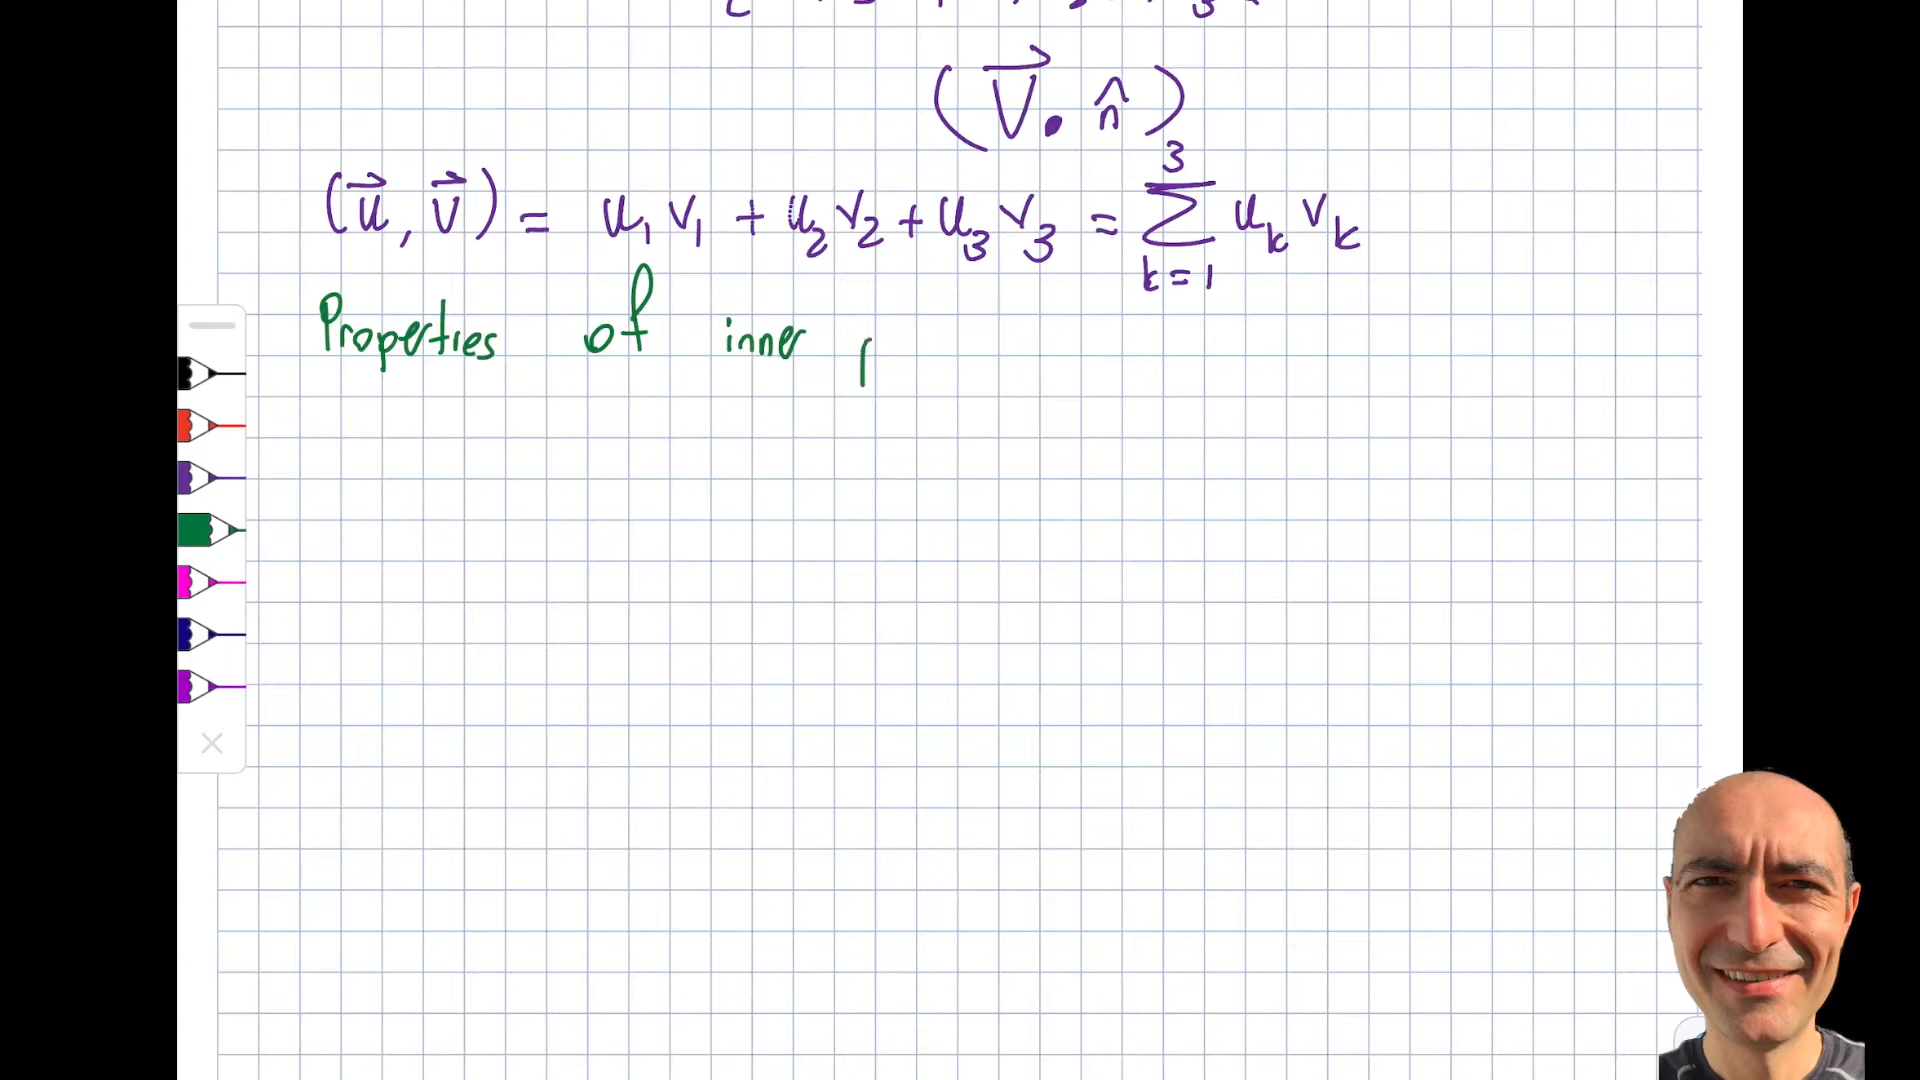 (V⃗ • n̂)
(u⃗, v⃗) = u₁v₁ + u₂v₂ + u₃v₃ = ∑ₖ₌₁³ uₖvₖ
Properties of inner p